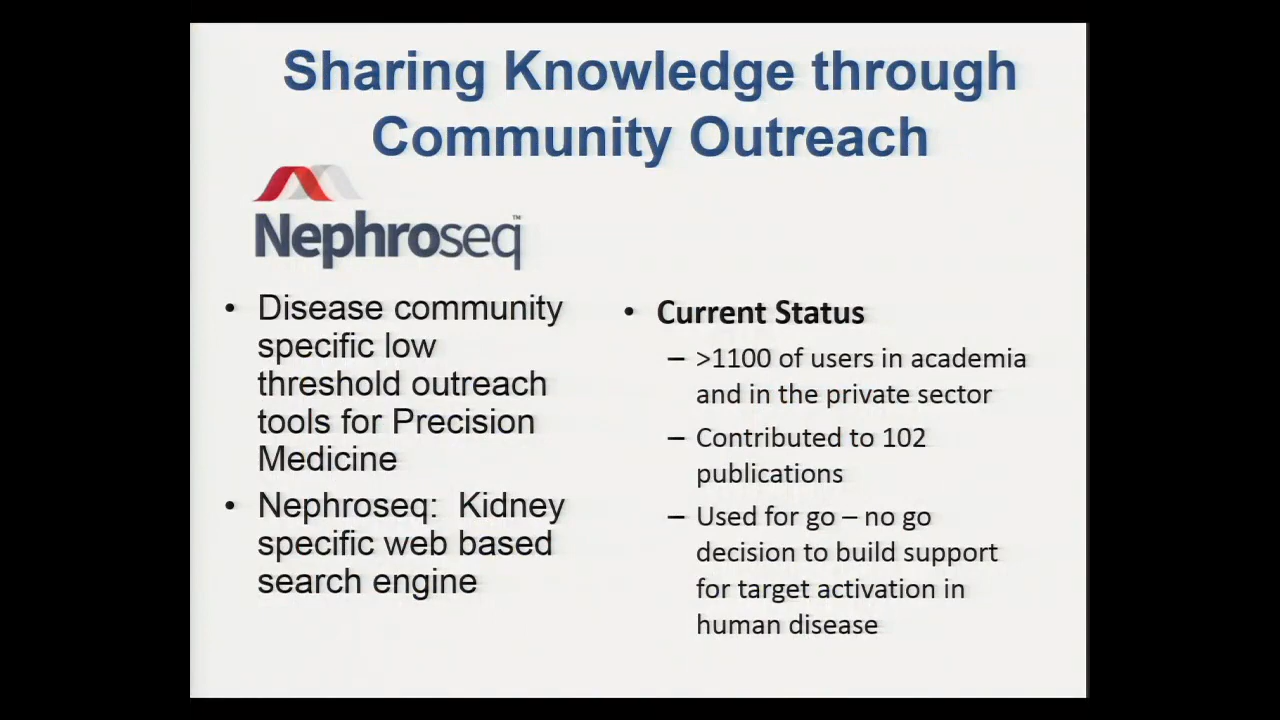 Sharing Knowledge through
Community Outreach
Nephroseq™
• Disease community
specific low
threshold outreach
tools for Precision
Medicine
• Nephroseq:  Kidney
specific web based
search engine
• Current Status
– >1100 of users in academia
and in the private sector
– Contributed to 102
publications
– Used for go – no go
decision to build support
for target activation in
human disease